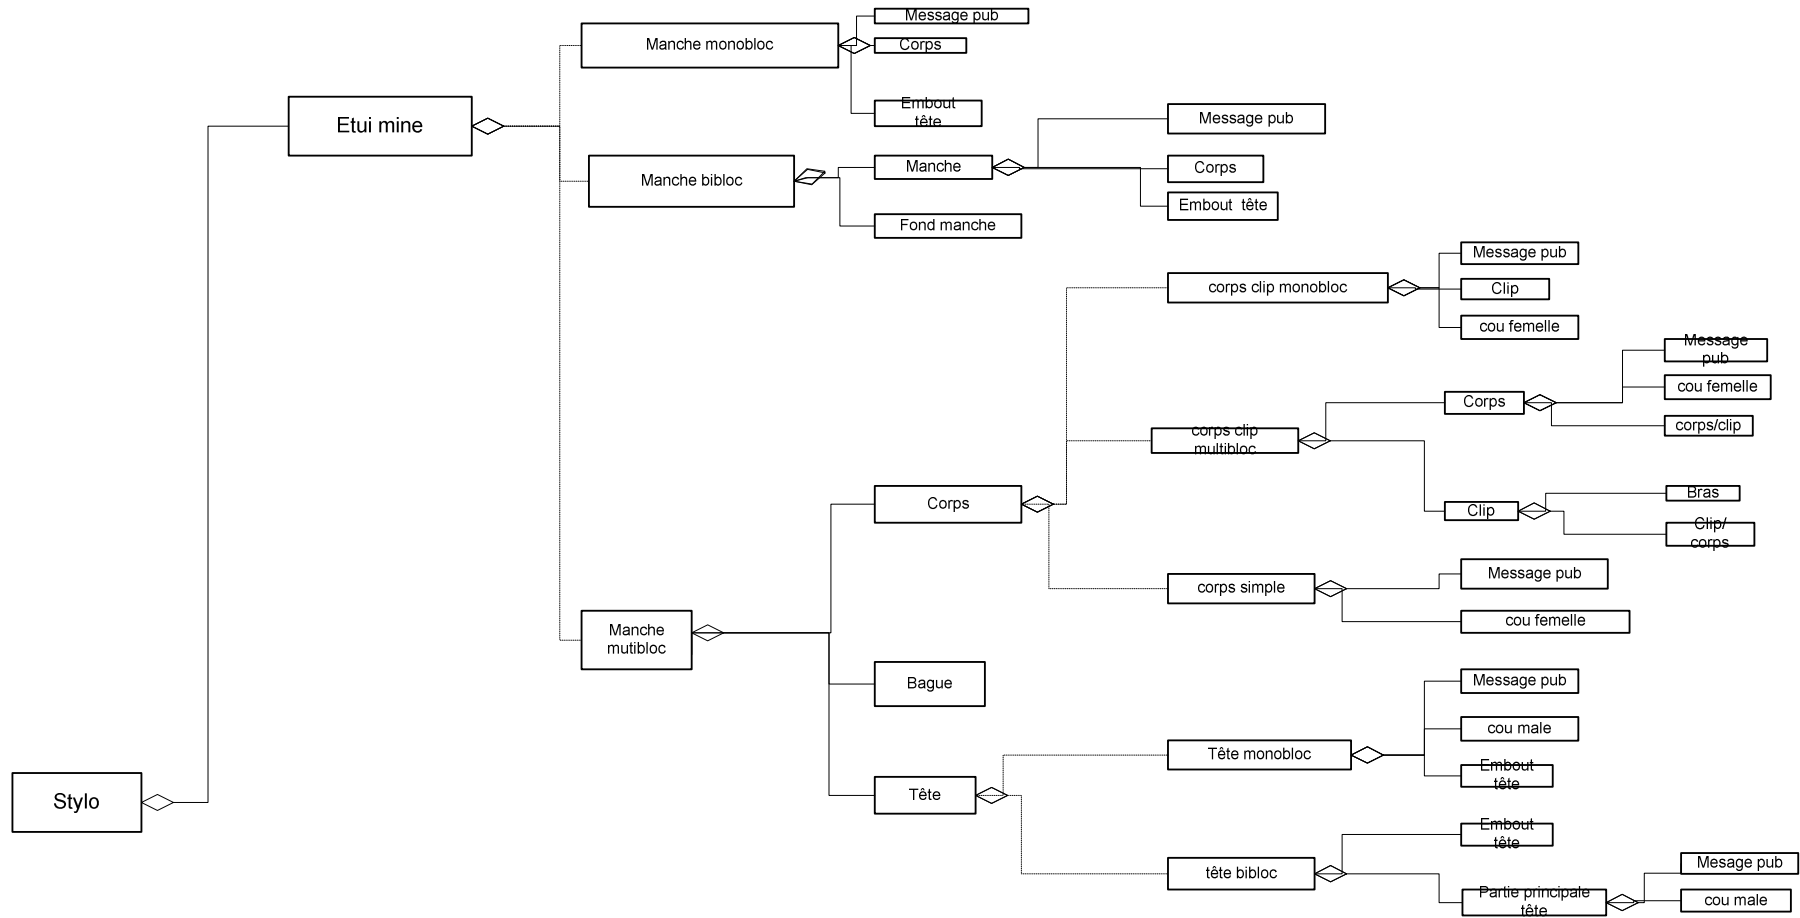 Message pub
Manche monobloc
Corps
Embout
tête
Etui mine
Message pub
Manche bibloc
Manche
Corps
Embout  tête
Fond manche
Message pub
corps clip monobloc
Clip
cou femelle
Message
pub
cou femelle
Corps
corps/clip
corps clip
multibloc
Corps
Clip
Bras
Clip/
corps
corps simple
Message pub
cou femelle
Manche
mutibloc
Bague
Message pub
cou male
Tête monobloc
Embout
tête
Stylo
Tête
Embout
tête
tête bibloc
Mesage pub
Partie principale
tête
cou male